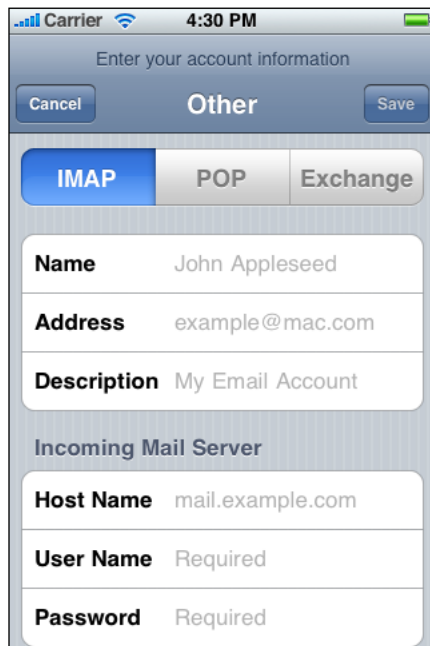 Carrier 4:30 PM
Enter your account information
Cancel Other Save
IMAP POP Exchange
Name John Appleseed
Address example@mac.com
Description My Email Account
Incoming Mail Server
Host Name mail.example.com
User Name Required
Password Required